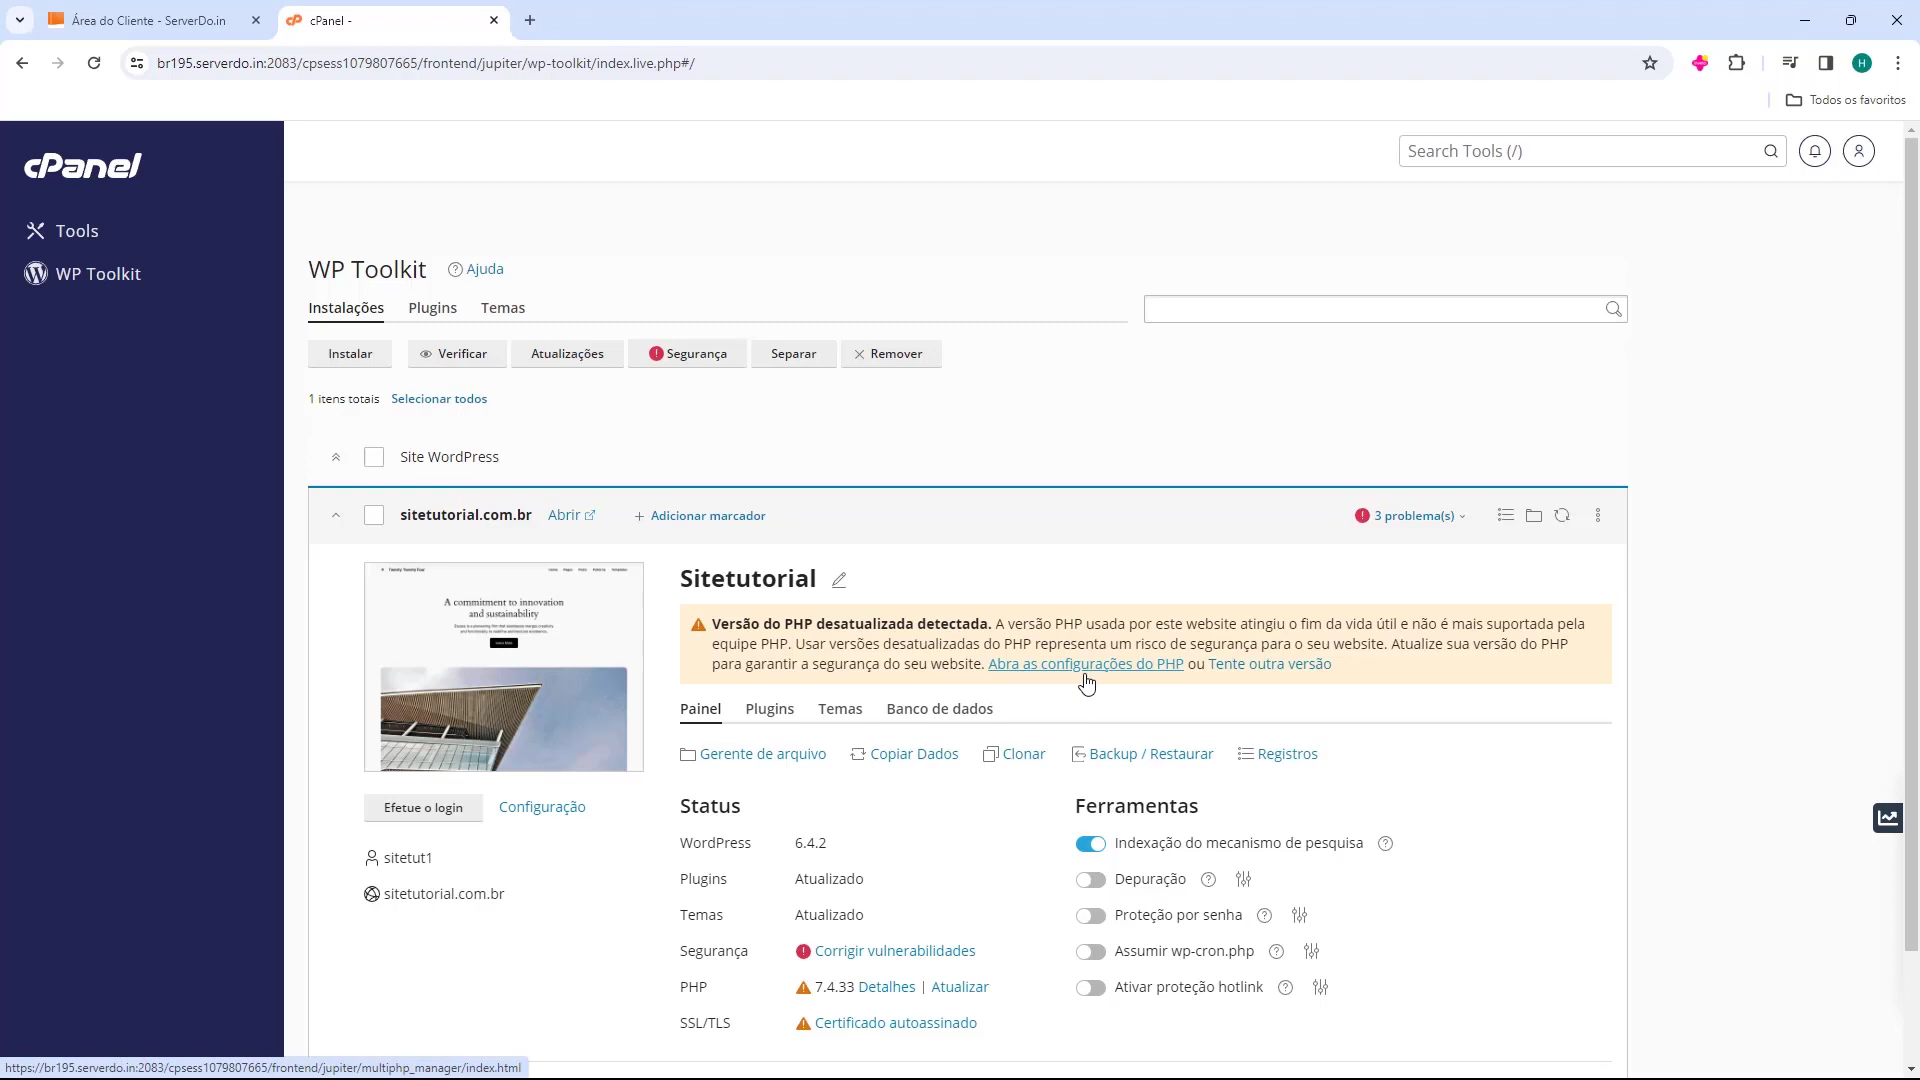 Área do Cliente - ServerDo.in
cPanel -
br195.serverdo.in:2083/cpsess1079807665/frontend/jupiter/wp-toolkit/index.live.php#/
H
Todos os favoritos
cPanel
Search Tools (/)
Tools
WP Toolkit
WP Toolkit
Ajuda
Instalações
Plugins
Temas
Instalar
Verificar
Atualizações
Segurança
Separar
Remover
1 itens totais
Selecionar todos
Site WordPress
sitetutorial.com.br
Abrir
+ Adicionar marcador
3 problema(s)
A commitment to innovation
and sustainability
Sitetutorial
Versão do PHP desatualizada detectada. A versão PHP usada por este website atingiu o fim da vida útil e não é mais suportada pela
equipe PHP. Usar versões desatualizadas do PHP representa um risco de segurança para o seu website. Atualize sua versão do PHP
para garantir a segurança do seu website. Abra as configurações do PHP ou Tente outra versão
Painel
Plugins
Temas
Banco de dados
Gerente de arquivo
Copiar Dados
Clonar
Backup / Restaurar
Registros
Efetue o login
Configuração
sitetut1
sitetutorial.com.br
Status
WordPress 6.4.2
Plugins Atualizado
Temas Atualizado
Segurança Corrigir vulnerabilidades
PHP 7.4.33 Detalhes | Atualizar
SSL/TLS Certificado autoassinado
Ferramentas
Indexação do mecanismo de pesquisa
Depuração
Proteção por senha
Assumir wp-cron.php
Ativar proteção hotlink
https://br195.serverdo.in:2083/cpsess1079807665/frontend/jupiter/multiphp_manager/index.html